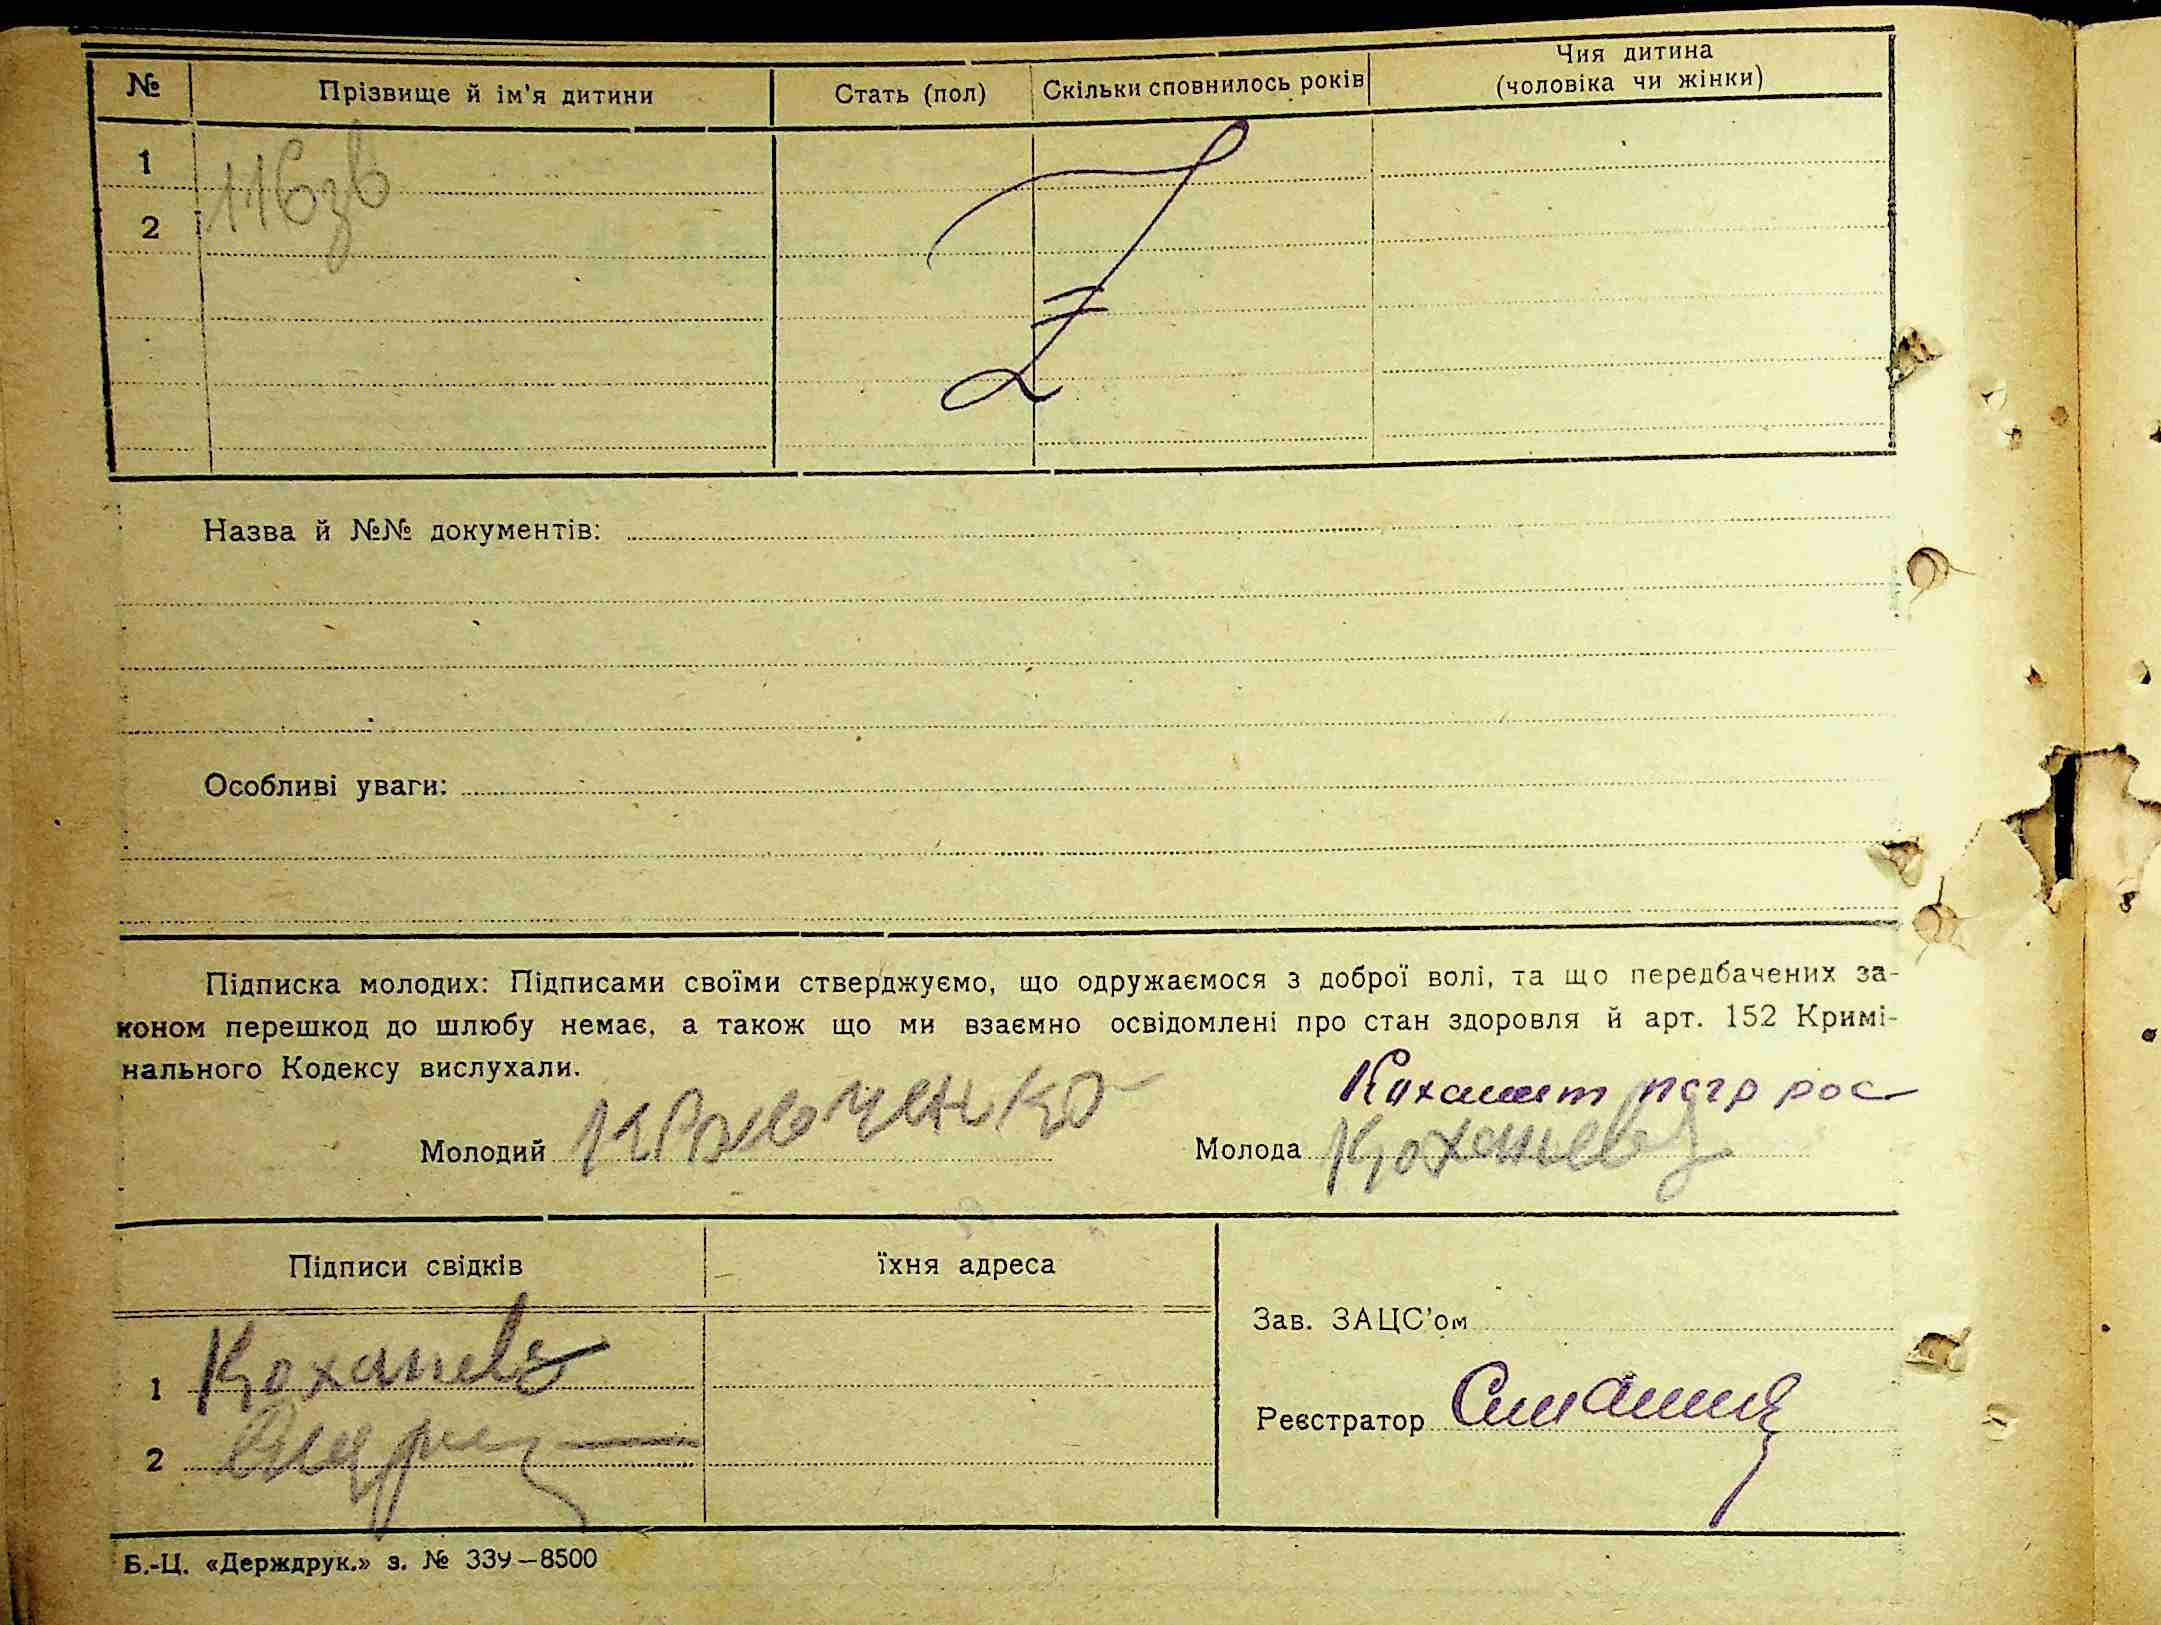 № Прізвище й ім'я дитини Стать (пол) Скільки сповнилось років Чия дитина
(чоловіка чи жінки)
1
116зв
2
Назва й №№ документів:
Особливі уваги:
Підписка молодих: Підписами своїми стверджуємо, що одружаємося з доброї волі, та що передбачених за-
коном перешкод до шлюбу немає, а також що ми взаємно освідомлені про стан здоровля й арт. 152 Кримі-
нального Кодексу вислухали.
Молодий Кравченко Молода
Підписи свідків їхня адреса
Зав. ЗАЦС'ом
1
Реєстратор
2
Б.-Ц. «Держдрук.» з. № 339—8500